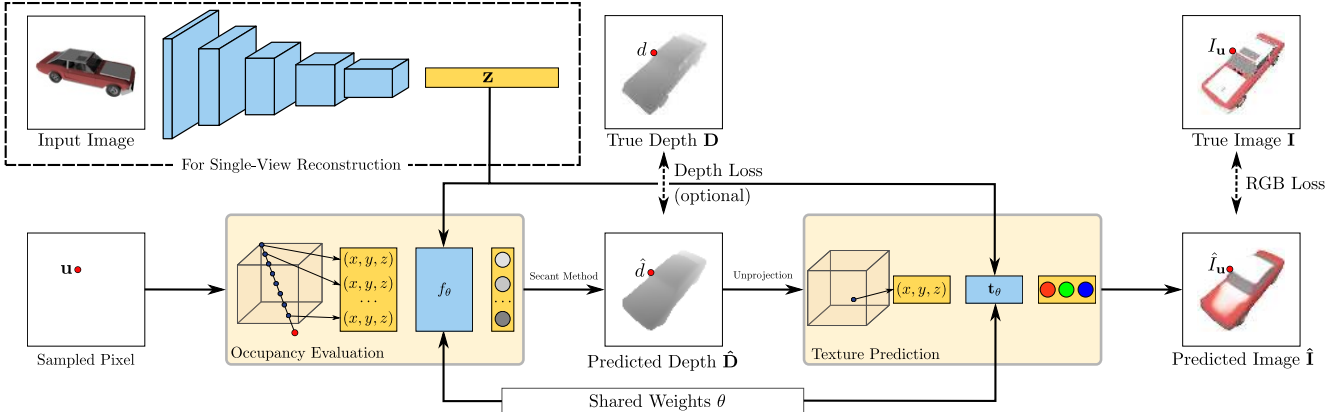 Input Image
z
For Single-View Reconstruction
d
True Depth D
Depth Loss
(optional)
I_u
True Image I
RGB Loss
u
Sampled Pixel
(x, y, z)
(x, y, z)
...
(x, y, z)
f_θ
...
Occupancy Evaluation
Secant Method
d̂
Predicted Depth D̂
Unprojection
(x, y, z)
t_θ
Texture Prediction
Î_u
Predicted Image Î
Shared Weights θ